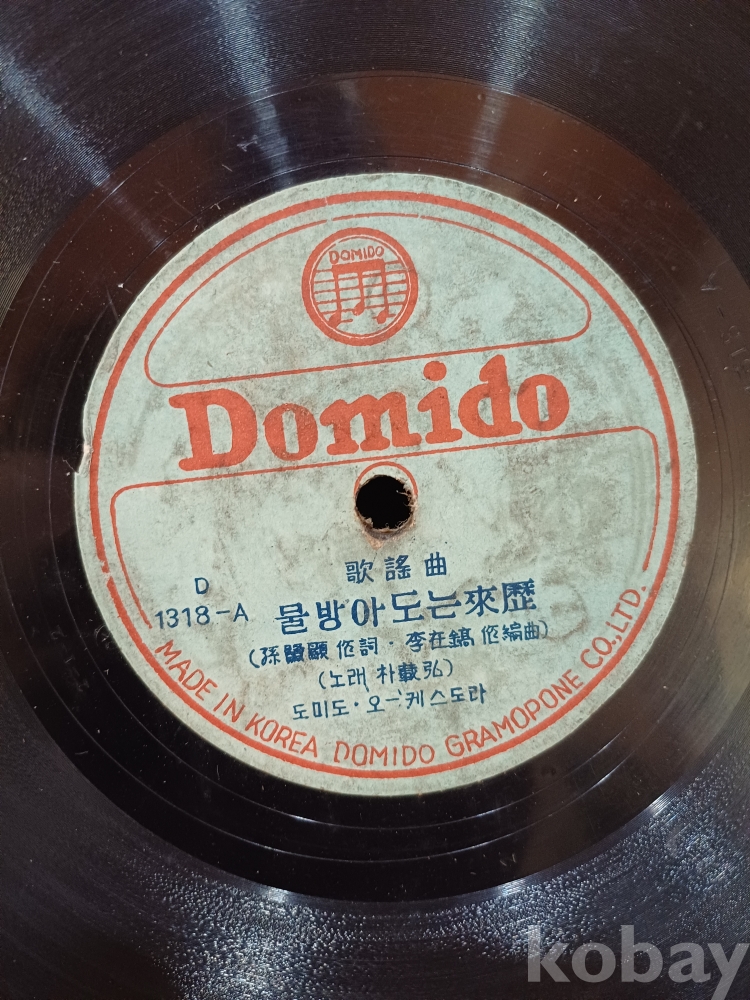 DOMIDO
Domido
歌謠曲
D
1318-A 물방아도는來歷
(孫 作詞·李在鎬 作編曲)
(노래 朴載弘)
도미도·오-케스도라
MADE IN KOREA DOMIDO GRAMOPONE CO.,LTD.
kobay